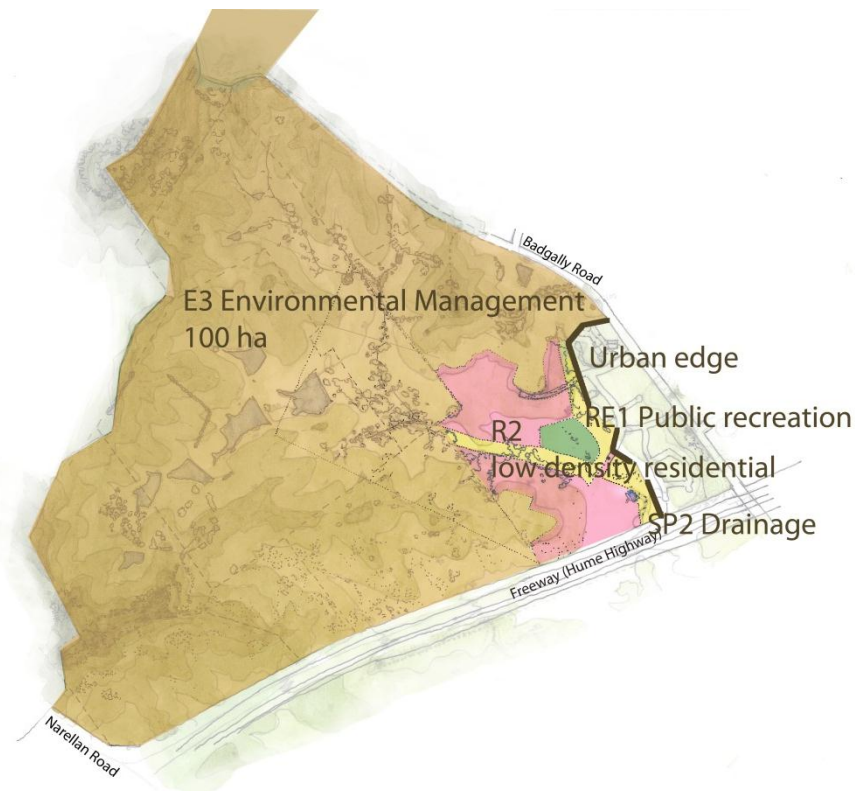 Badgally Road
E3 Environmental Management
100 ha
Urban edge
RE1 Public recreation
R2
low density residential
SP2 Drainage
Freeway (Hume Highway)
Narellan Road